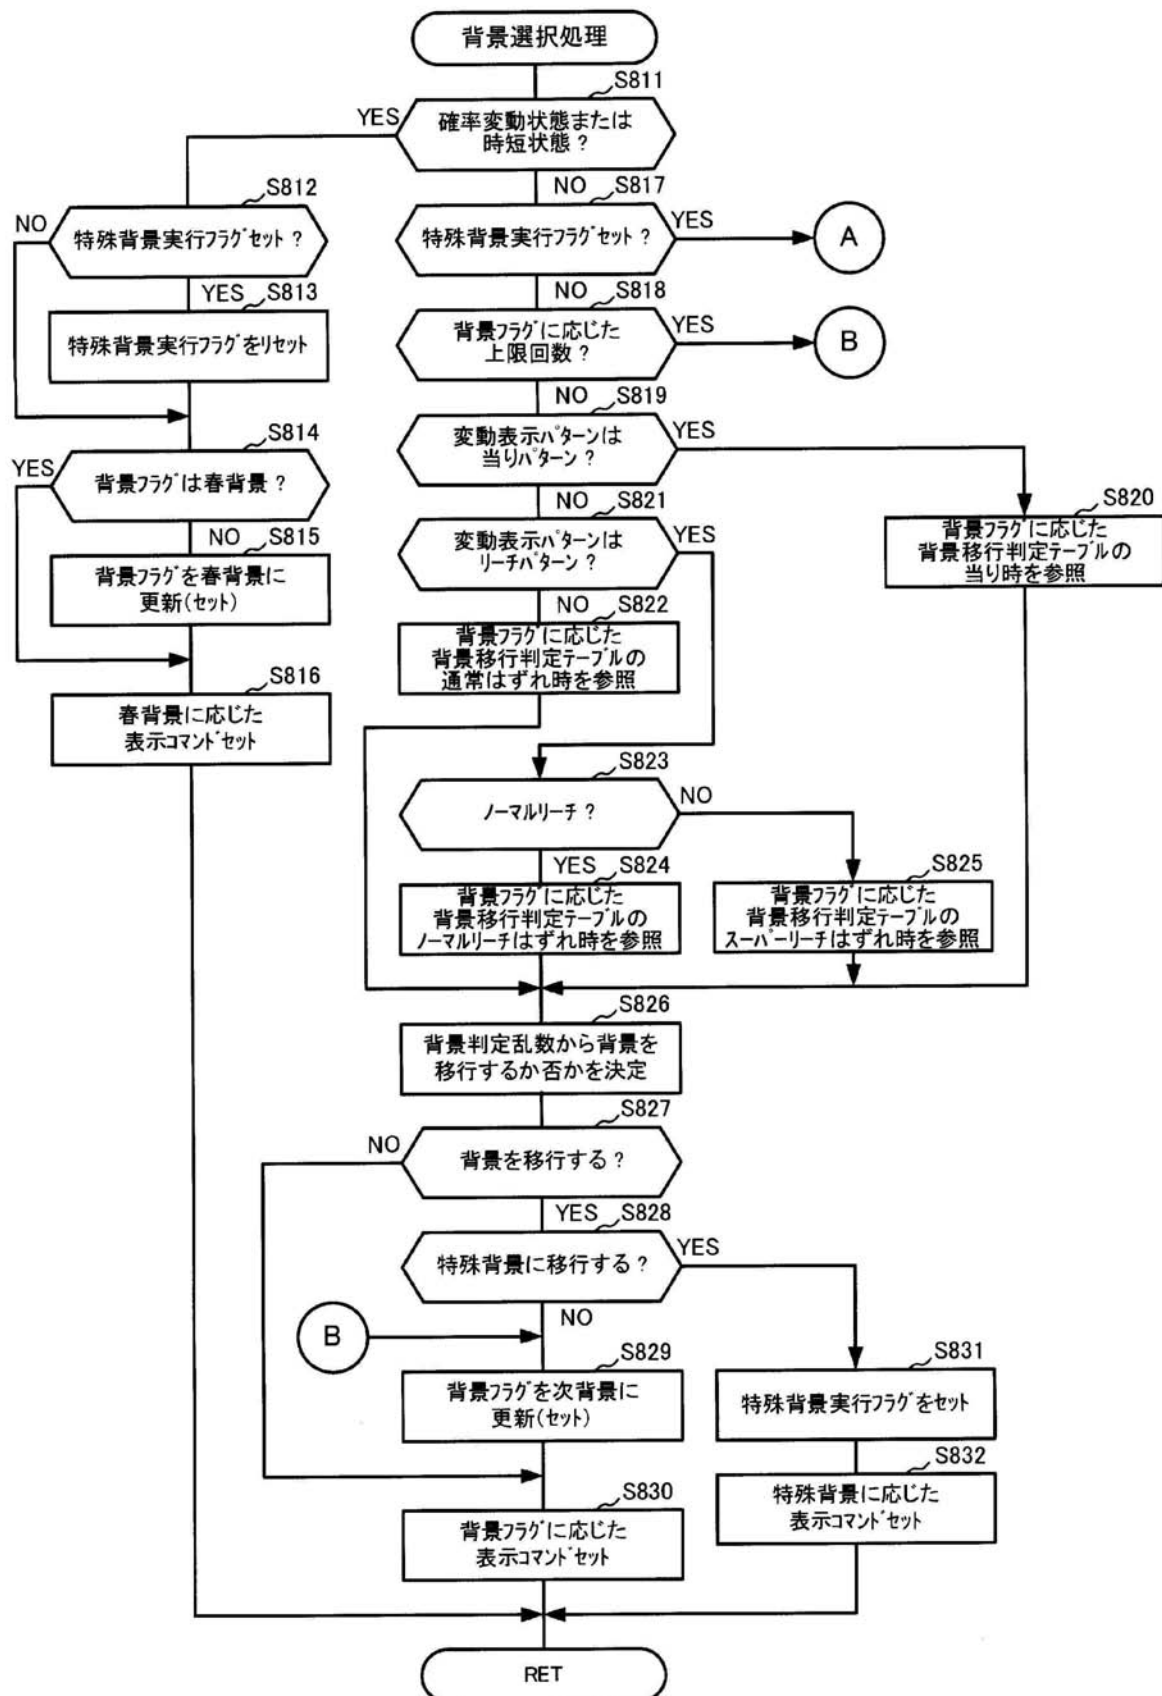 背景選択処理
S811
YES
確率変動状態または
時短状態？
NO
S812
NO
特殊背景実行フラグセット？
YES
S813
特殊背景実行フラグをリセット
S814
YES
背景フラグは春背景？
NO
S815
背景フラグを春背景に
更新(セット)
S816
春背景に応じた
表示コマンドセット
S817
特殊背景実行フラグセット？
YES
A
NO
S818
背景フラグに応じた
上限回数？
YES
B
NO
S819
変動表示パターンは
当りパターン？
YES
S820
背景フラグに応じた
背景移行判定テーブルの
当り時を参照
NO
S821
変動表示パターンは
リーチパターン？
YES
NO
S822
背景フラグに応じた
背景移行判定テーブルの
通常はずれ時を参照
S823
ノーマルリーチ？
NO
YES
S824
背景フラグに応じた
背景移行判定テーブルの
ノーマルリーチはずれ時を参照
S825
背景フラグに応じた
背景移行判定テーブルの
スーパーリーチはずれ時を参照
S826
背景判定乱数から背景を
移行するか否かを決定
S827
NO
背景を移行する？
YES
S828
特殊背景に移行する？
YES
NO
B
S829
背景フラグを次背景に
更新(セット)
S830
背景フラグに応じた
表示コマンドセット
S831
特殊背景実行フラグをセット
S832
特殊背景に応じた
表示コマンドセット
RET